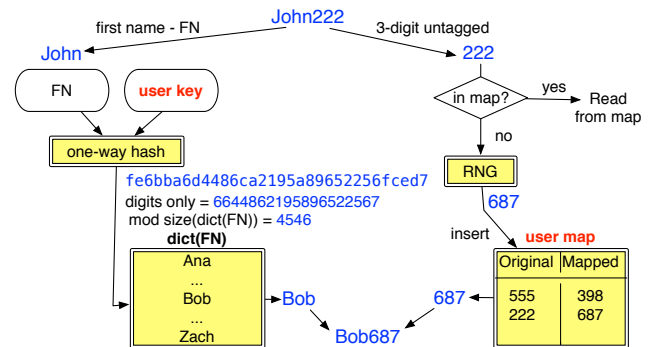 John222
first name - FN
3-digit untagged
John
222
FN
user key
in map?
yes
Read
from map
no
one-way hash
RNG
fe6bba6d4486ca2195a89652256fced7
digits only = 6644862195896522567
mod size(dict(FN)) = 4546
687
insert
user map
dict(FN)
Original Mapped
Ana
...
Bob
...
Zach
Bob
687
555 398
222 687
Bob687